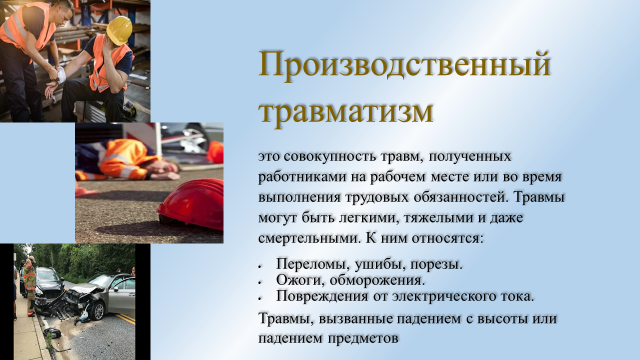 Производственный
травматизм
это совокупность травм, полученных
работниками на рабочем месте или во время
выполнения трудовых обязанностей. Травмы
могут быть легкими, тяжелыми и даже
смертельными. К ним относятся:
• Переломы, ушибы, порезы.
• Ожоги, обморожения.
• Повреждения от электрического тока.
Травмы, вызванные падением с высоты или
падением предметов